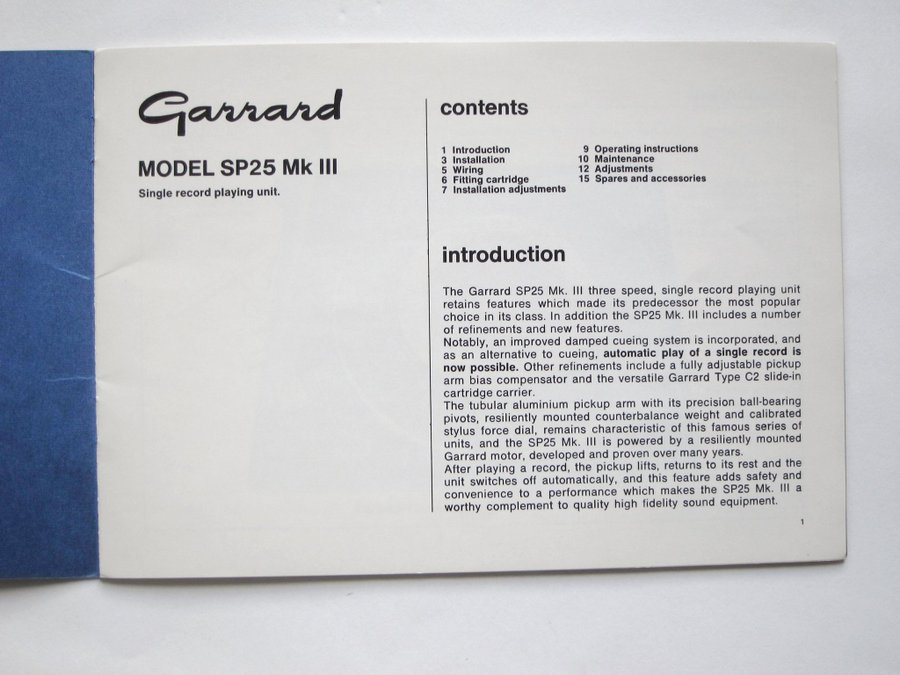 Garrard
MODEL SP25 Mk III
Single record playing unit.
contents
1 Introduction
3 Installation
5 Wiring
6 Fitting cartridge
7 Installation adjustments
9 Operating instructions
10 Maintenance
12 Adjustments
15 Spares and accessories
introduction
The Garrard SP25 Mk. III three speed, single record playing unit
retains features which made its predecessor the most popular
choice in its class. In addition the SP25 Mk. III includes a number
of refinements and new features.
Notably, an improved damped cueing system is incorporated, and
as an alternative to cueing, automatic play of a single record is
now possible. Other refinements include a fully adjustable pickup
arm bias compensator and the versatile Garrard Type C2 slide-in
cartridge carrier.
The tubular aluminium pickup arm with its precision ball-bearing
pivots, resiliently mounted counterbalance weight and calibrated
stylus force dial, remains characteristic of this famous series of
units, and the SP25 Mk. III is powered by a resiliently mounted
Garrard motor, developed and proven over many years.
After playing a record, the pickup lifts, returns to its rest and the
unit switches off automatically, and this feature adds safety and
convenience to a performance which makes the SP25 Mk. III a
worthy complement to quality high fidelity sound equipment.
1